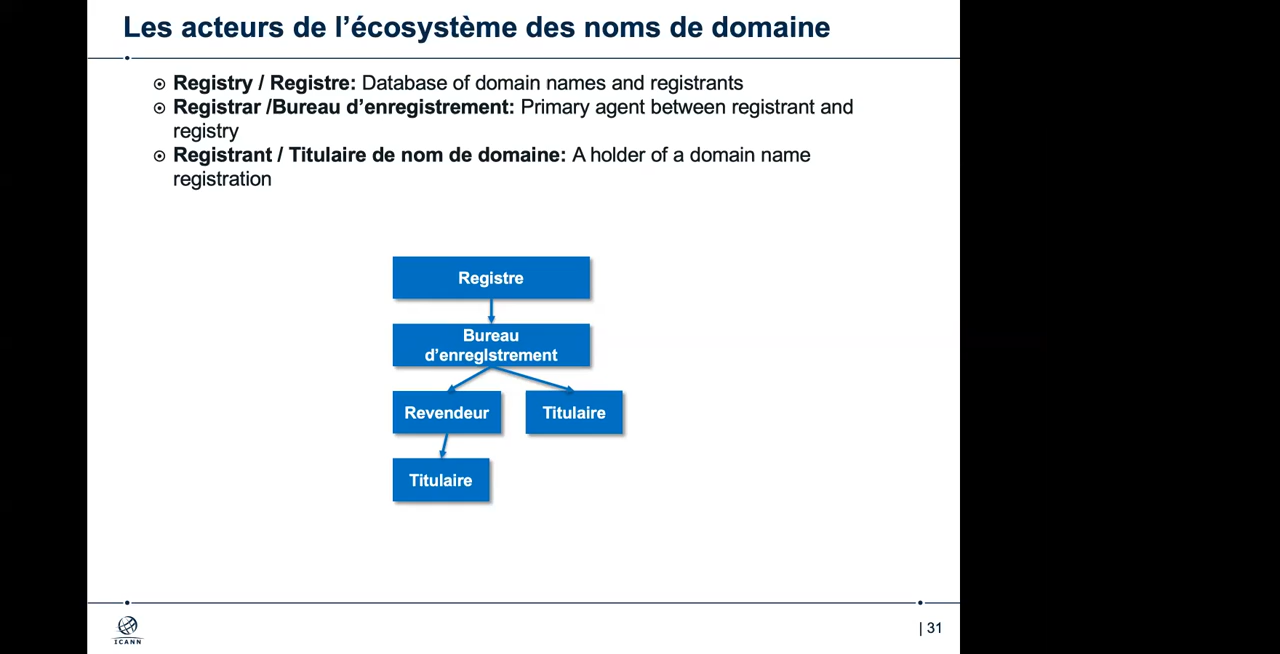 Les acteurs de l’écosystème des noms de domaine
Registry / Registre: Database of domain names and registrants
Registrar /Bureau d’enregistrement: Primary agent between registrant and
registry
Registrant / Titulaire de nom de domaine: A holder of a domain name
registration
Registre
Bureau
d’enregistrement
Revendeur
Titulaire
Titulaire
ICANN
| 31